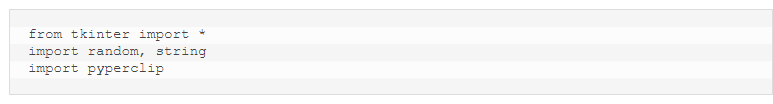 from tkinter import *
import random, string
import pyperclip